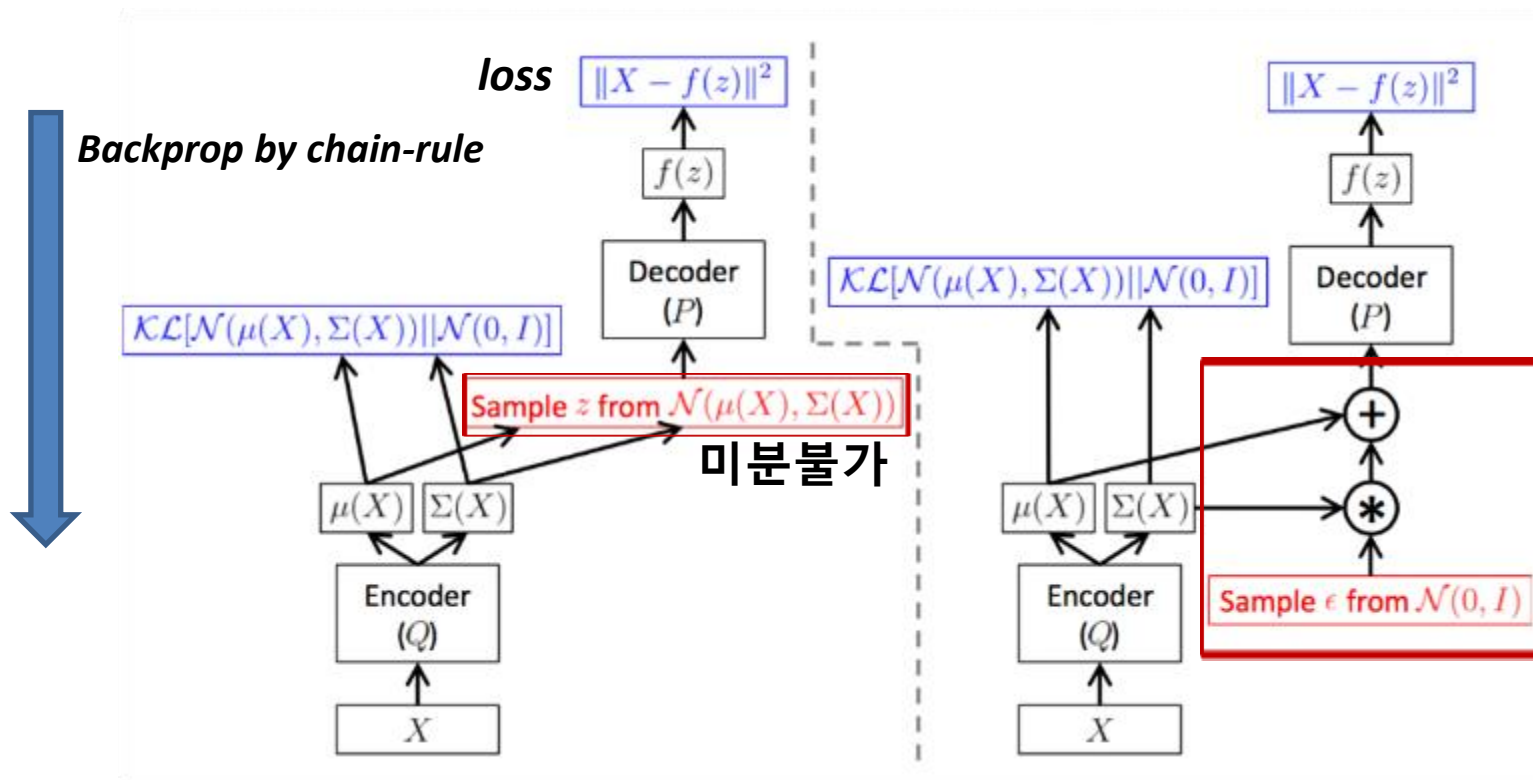 loss
‖X − f(z)‖²
Backprop by chain-rule
f(z)
Decoder
(P)
𝒦ℒ[𝒩(μ(X), Σ(X))||𝒩(0, I)]
Sample z from 𝒩(μ(X), Σ(X))
미분불가
μ(X) Σ(X)
Encoder
(Q)
X
‖X − f(z)‖²
f(z)
Decoder
(P)
𝒦ℒ[𝒩(μ(X), Σ(X))||𝒩(0, I)]
+
μ(X) Σ(X)
*
Sample ϵ from 𝒩(0, I)
Encoder
(Q)
X